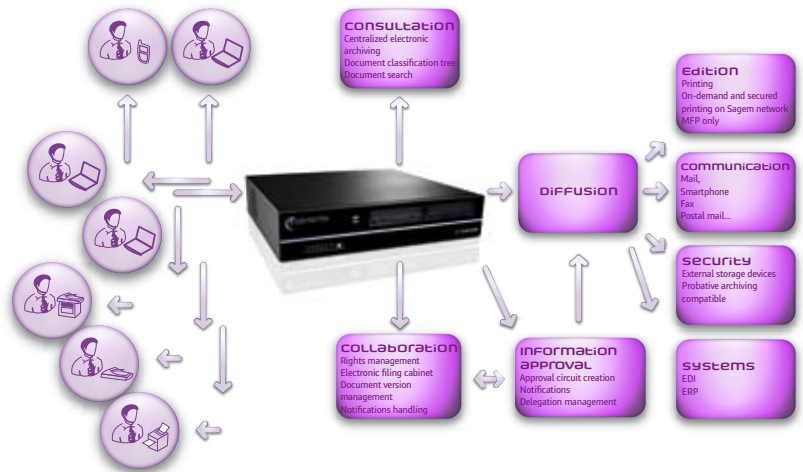 consultation
Centralized electronic
archiving
Document classification tree
Document search
Edition
Printing
On-demand and secured
printing on Sagem network
MFP only
DiFFUSiON
communication
Mail,
Smartphone
Fax
Postal mail...
security
External storage devices
Probative archiving
compatible
collaboration
Rights management
Electronic filing cabinet
Document version
management
Notifications handling
information
approval
Approval circuit creation
Notifications
Delegation management
systems
EDI
ERP